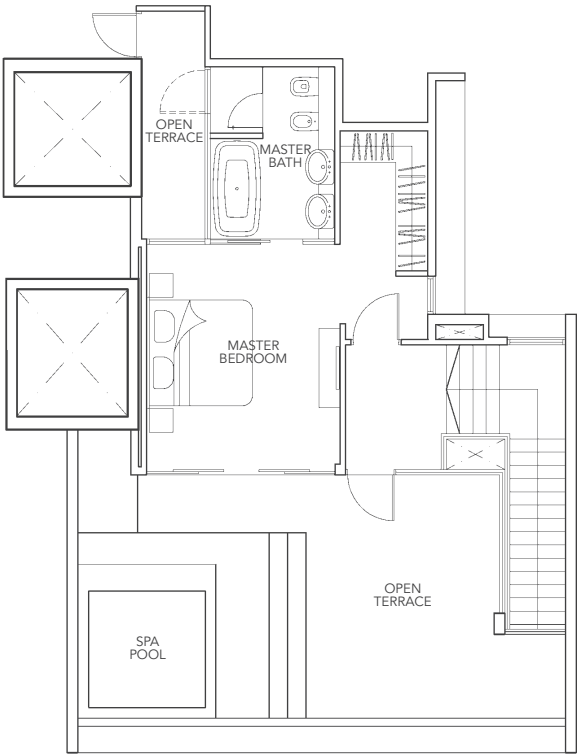 OPEN
TERRACE
MASTER
BATH
MASTER
BEDROOM
OPEN
TERRACE
SPA
POOL